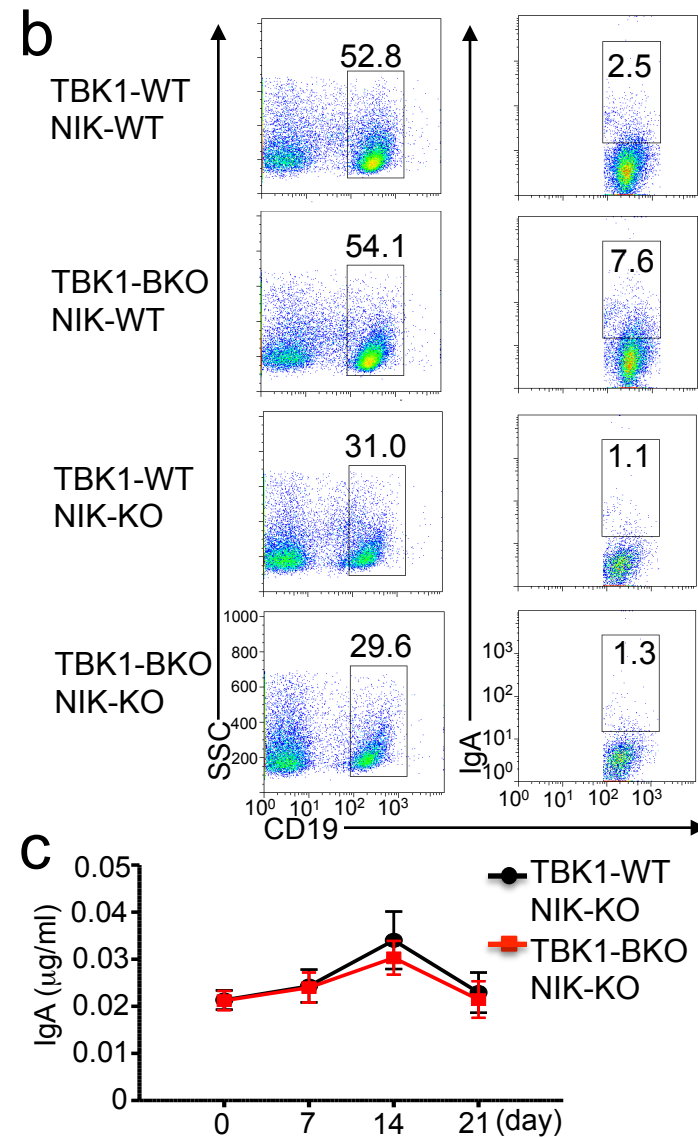 b
TBK1-WT
NIK-WT
52.8
2.5
TBK1-BKO
NIK-WT
54.1
7.6
TBK1-WT
NIK-KO
31.0
1.1
TBK1-BKO
NIK-KO
29.6
1.3
1000
800
600
400
200
SSC
10³
10²
10¹
10⁰
IgA
10⁰ 10¹ 10² 10³
10⁰ 10¹ 10² 10³
CD19
c
0.05
0.04
0.03
0.02
0.01
0
IgA (µg/ml)
TBK1-WT
NIK-KO
TBK1-BKO
NIK-KO
0 7 14 21 (day)